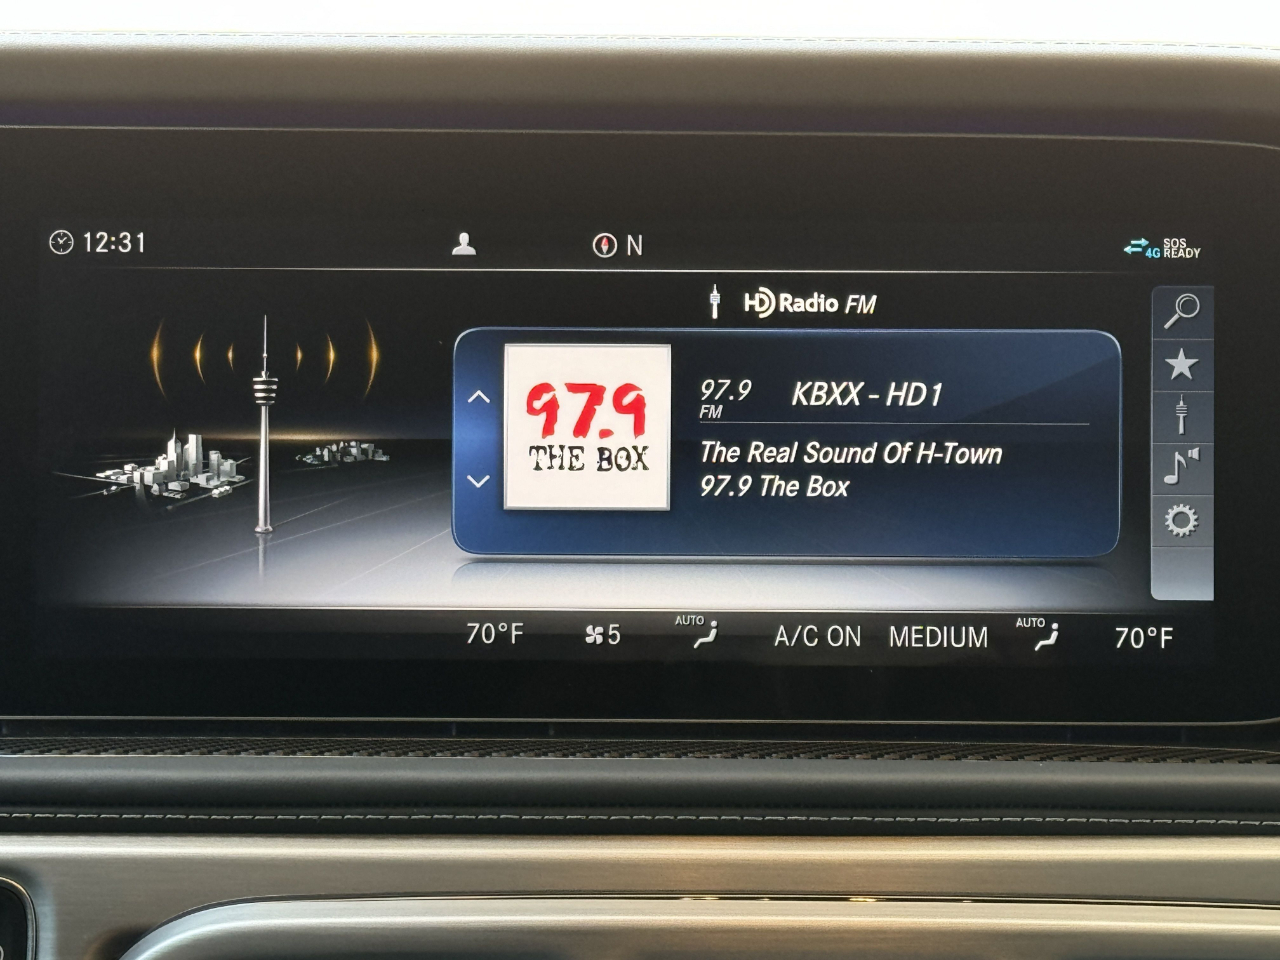 12:31
N
4G SOS READY
HD Radio FM
97.9
THE BOX
97.9 FM
KBXX - HD1
The Real Sound Of H-Town
97.9 The Box
70°F
5
AUTO
A/C ON
MEDIUM
AUTO
70°F